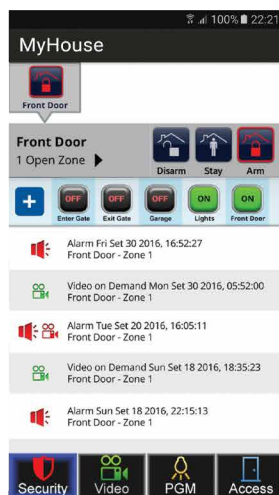 100% 22:21
MyHouse
Front Door
Front Door
1 Open Zone
Disarm Stay Arm
OFF OFF OFF ON ON
Enter Gate Exit Gate Garage Lights Front Door
Alarm Fri Set 30 2016, 16:52:27
Front Door - Zone 1
Video on Demand Mon Set 30 2016, 05:52:00
Front Door - Zone 1
Alarm Tue Set 20 2016, 16:05:11
Front Door - Zone 1
Video on Demand Sun Set 18 2016, 18:35:23
Front Door - Zone 1
Alarm Sun Set 18 2016, 22:15:13
Front Door - Zone 1
Security Video PGM Access